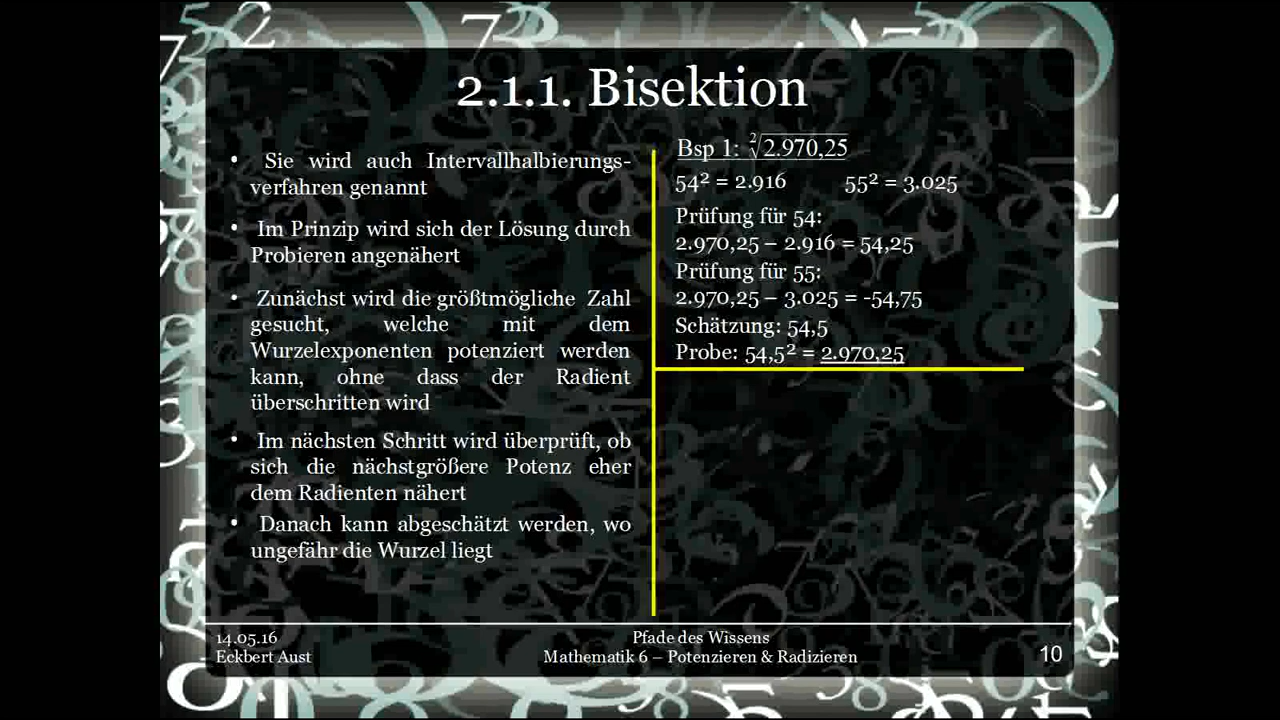 2.1.1. Bisektion
• Sie wird auch Intervallhalbierungs-
verfahren genannt
• Im Prinzip wird sich der Lösung durch
Probieren angenähert
• Zunächst wird die größtmögliche Zahl
gesucht, welche mit dem
Wurzelexponenten potenziert werden
kann, ohne dass der Radient
überschritten wird
• Im nächsten Schritt wird überprüft, ob
sich die nächstgrößere Potenz eher
dem Radienten nähert
• Danach kann abgeschätzt werden, wo
ungefähr die Wurzel liegt
Bsp 1: ²√2.970,25
54² = 2.916 55² = 3.025
Prüfung für 54:
2.970,25 – 2.916 = 54,25
Prüfung für 55:
2.970,25 – 3.025 = -54,75
Schätzung: 54,5
Probe: 54,5² = 2.970,25
14.05.16
Eckbert Aust
Pfade des Wissens
Mathematik 6 – Potenzieren & Radizieren
10